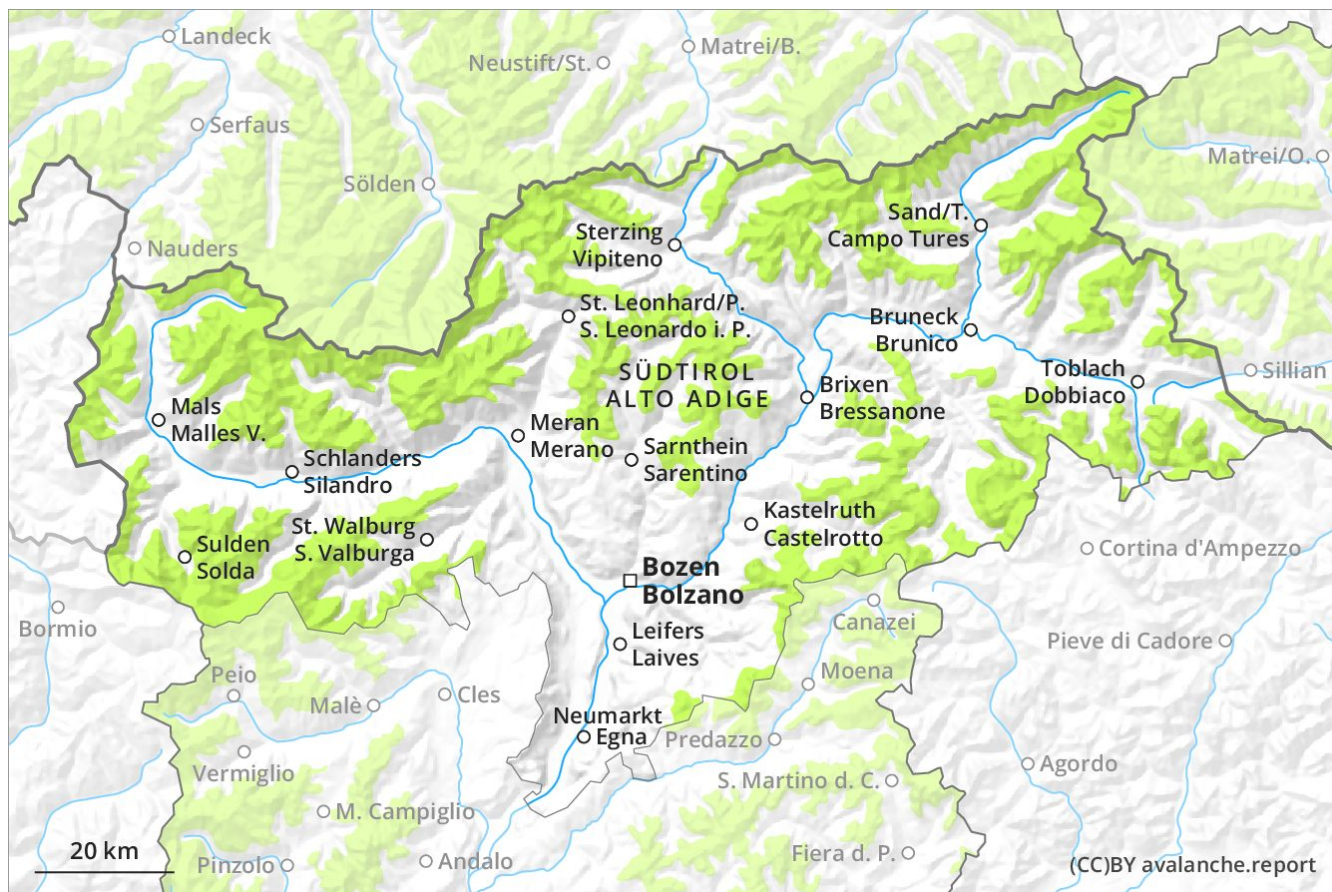 Landeck
Matrei/B.
Neustift/St.
Serfaus
Matrei/O.
Sölden
Sand/T.
Campo Tures
Sterzing
Vipiteno
Nauders
St. Leonhard/P.
S. Leonardo i. P.
Bruneck
Brunico
SÜDTIROL
ALTO ADIGE
Toblach
Dobbiaco
Sillian
Brixen
Bressanone
Mals
Malles V.
Meran
Merano
Sarnthein
Sarentino
Schlanders
Silandro
Kastelruth
Castelrotto
St. Walburg
S. Valburga
Sulden
Solda
Cortina d'Ampezzo
Bozen
Bolzano
Bormio
Canazei
Leifers
Laives
Pieve di Cadore
Peio
Moena
Malè
Cles
Neumarkt
Egna
Predazzo
Vermiglio
Agordo
S. Martino d. C.
M. Campiglio
20 km
Pinzolo
Andalo
Fiera d. P.
(CC)BY avalanche.report